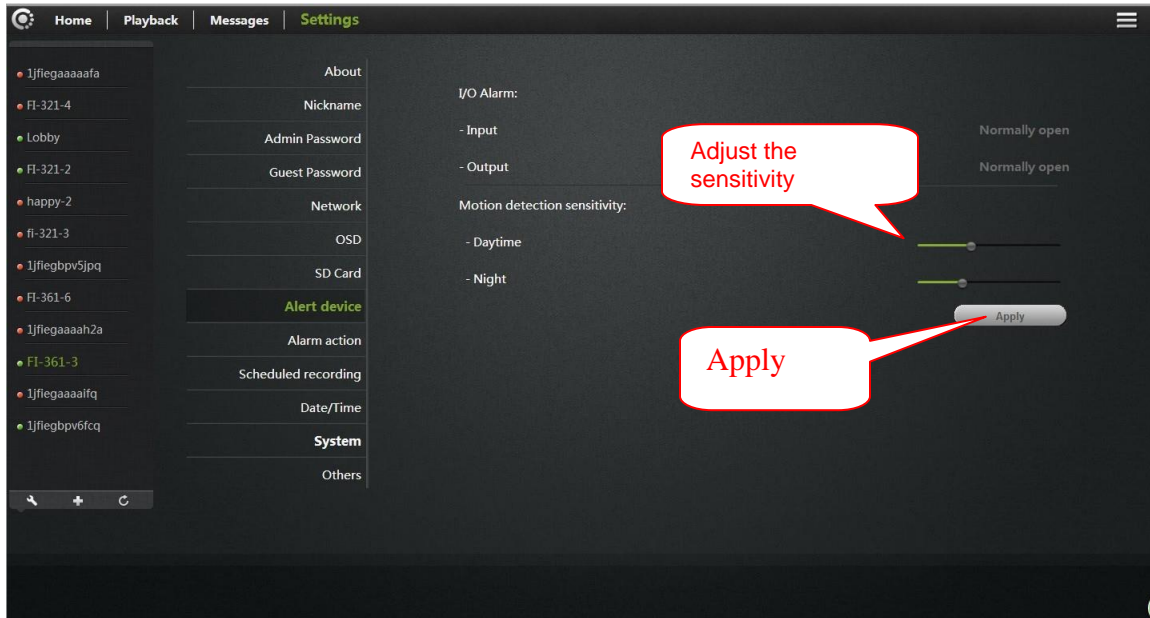 Home | Playback | Messages | Settings
1jfiegaaaaafa
FI-321-4
Lobby
FI-321-2
happy-2
fi-321-3
1jfiegbpv5jpq
FI-361-6
1jfiegaaaah2a
FI-361-3
1jfiegaaaalfq
1jfiegbpv6fcq
About
Nickname
Admin Password
Guest Password
Network
OSD
SD Card
Alert device
Alarm action
Scheduled recording
Date/Time
System
Others
I/O Alarm:
- Input Normally open
- Output Normally open
Motion detection sensitivity:
- Daytime
- Night
Apply
Adjust the
sensitivity
Apply